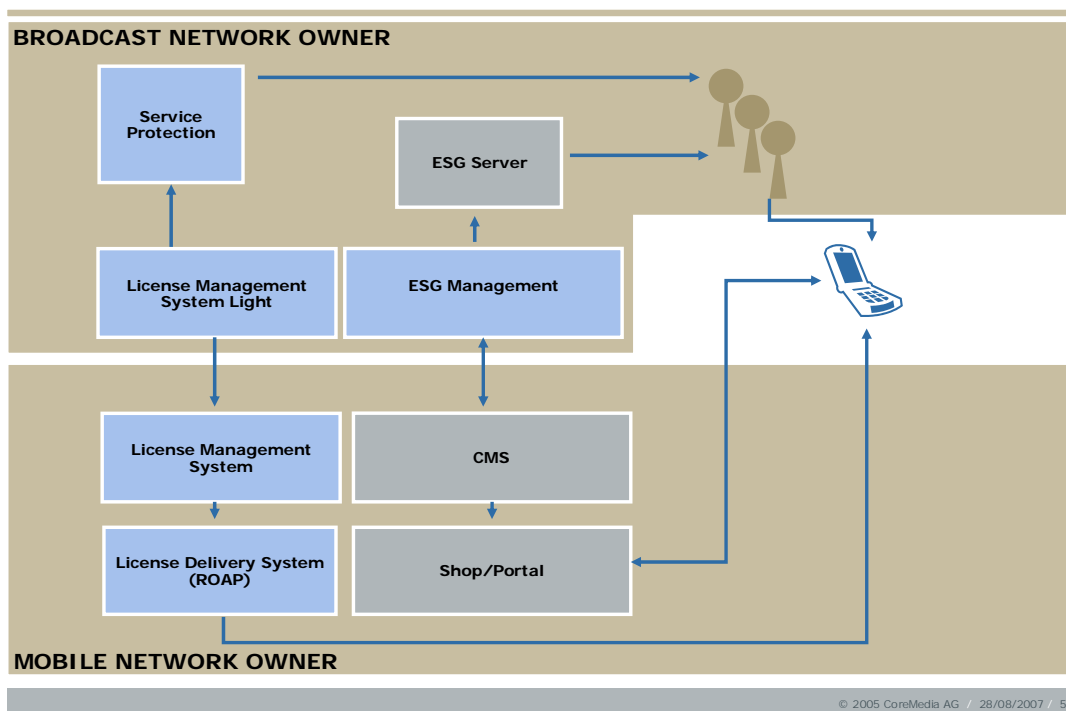 BROADCAST NETWORK OWNER
Service
Protection
ESG Server
License Management
System Light
ESG Management
License Management
System
CMS
License Delivery System
(ROAP)
Shop/Portal
MOBILE NETWORK OWNER
© 2005 CoreMedia AG / 28/08/2007 / 5